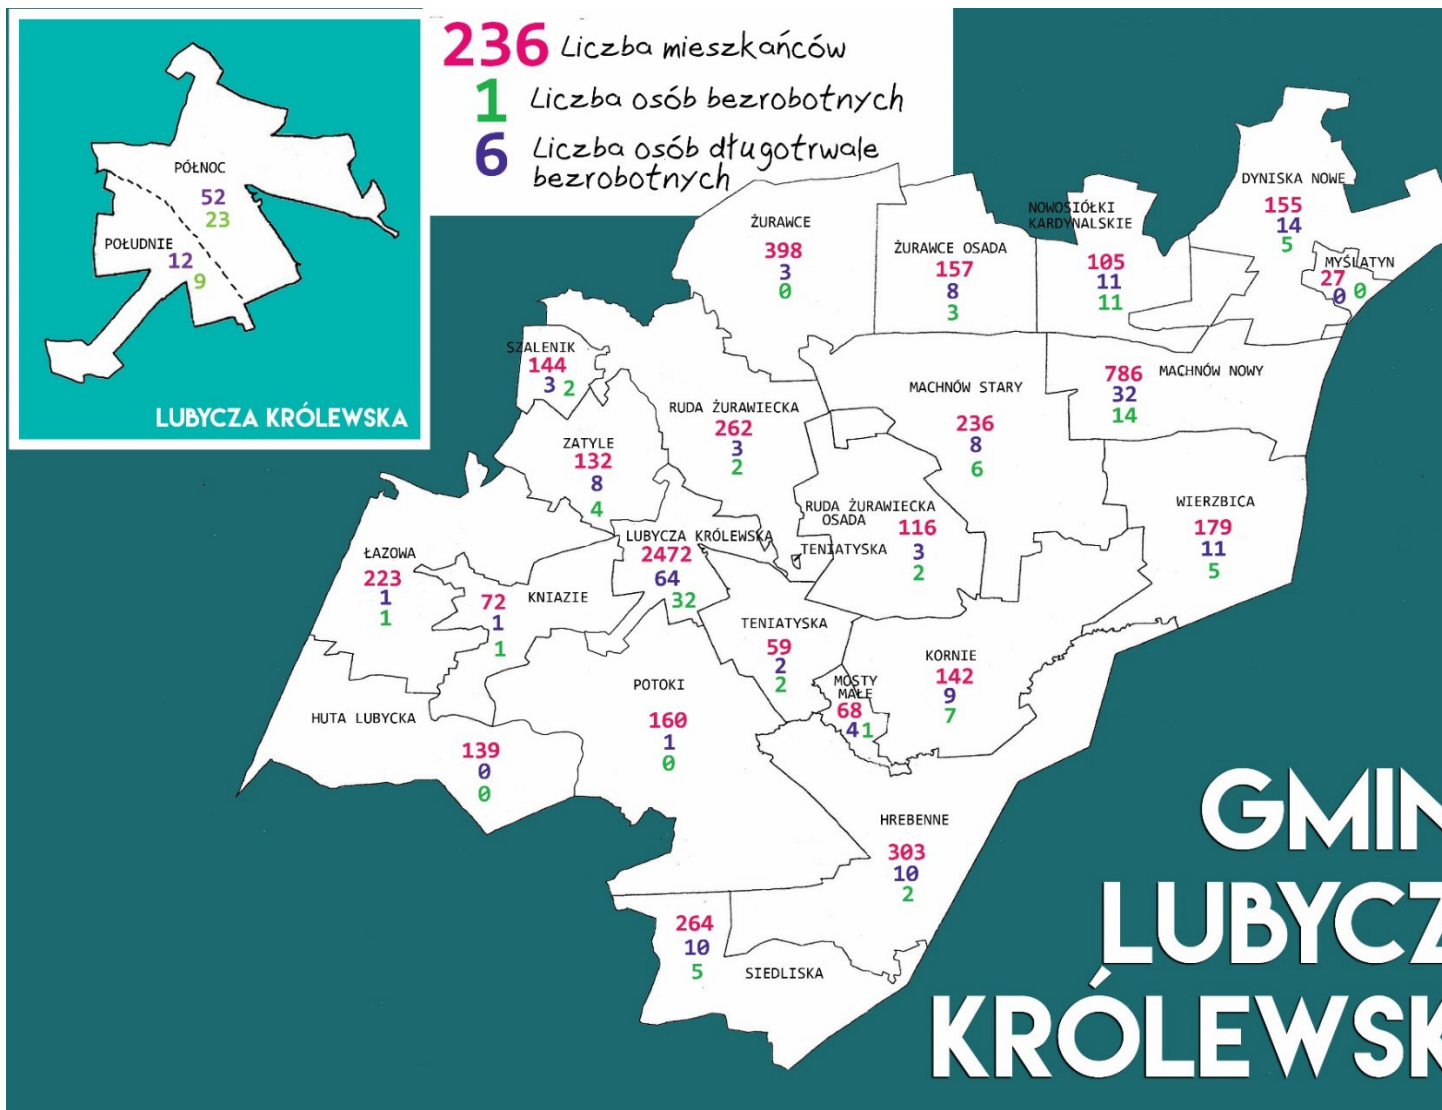 236 Liczba mieszkańców
1 Liczba osób bezrobotnych
6 Liczba osób długotrwale
bezrobotnych
PÓŁNOC
52
23
POŁUDNIE
12
9
LUBYCZA KRÓLEWSKA
DYNISKA NOWE
155
14
5
MYŚLATYN
27
0 0
NOWOSIÓŁKI
KARDYNALSKIE
105
11
11
ŻURAWCE
398
3
0
ŻURAWCE OSADA
157
8
3
SZALENIK
144
3 2
RUDA ŻURAWIECKA
262
3
2
MACHNÓW STARY
236
8
6
MACHNÓW NOWY
786
32
14
ZATYLE
132
8
4
WIERZBICA
179
11
5
RUDA ŻURAWIECKA
OSADA
116
3
2
TENIATYSKA
LUBYCZA KRÓLEWSKA
2472
64
32
ŁAZOWA
223
1
1
KNIAZIE
72
1
1
TENIATYSKA
59
2
2
KORNIE
142
9
7
MOSTY
MAŁE
68
4 1
POTOKI
160
1
0
HUTA LUBYCKA
139
0
0
HREBENNE
303
10
2
264
10
5
SIEDLISKA
GMIN
LUBYCZ
KRÓLEWSK